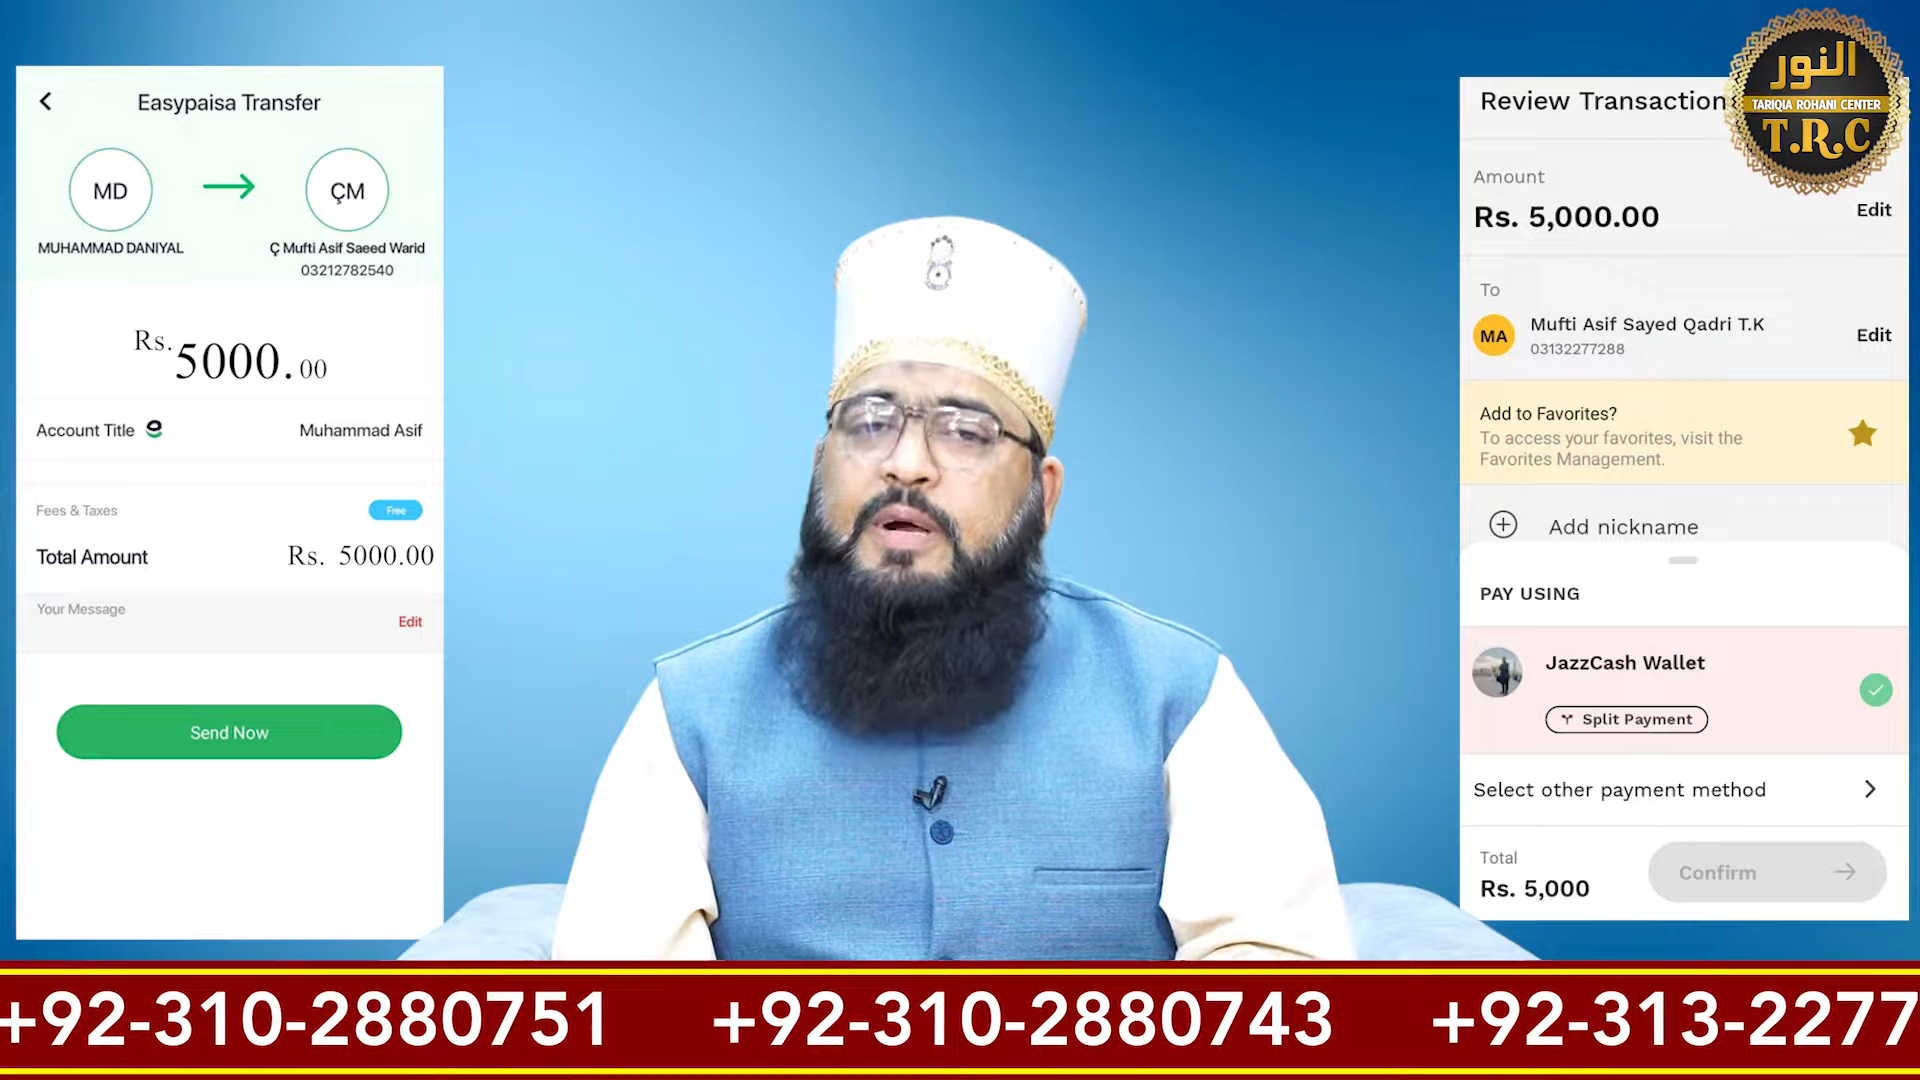 Easypaisa Transfer
MD
ÇM
MUHAMMAD DANIYAL
Ç Mufti Asif Saeed Warid
03212782540
Rs. 5000.00
Account Title
Muhammad Asif
Fees & Taxes
Free
Total Amount
Rs. 5000.00
Your Message
Edit
Send Now
النور
TARIQIA ROHANI CENTER
T.R.C
Review Transaction
Amount
Rs. 5,000.00
Edit
To
MA
Mufti Asif Sayed Qadri T.K
03132277288
Edit
Add to Favorites?
To access your favorites, visit the
Favorites Management.
Add nickname
PAY USING
JazzCash Wallet
Split Payment
Select other payment method
Total
Rs. 5,000
Confirm
+92-310-2880751 +92-310-2880743 +92-313-2277